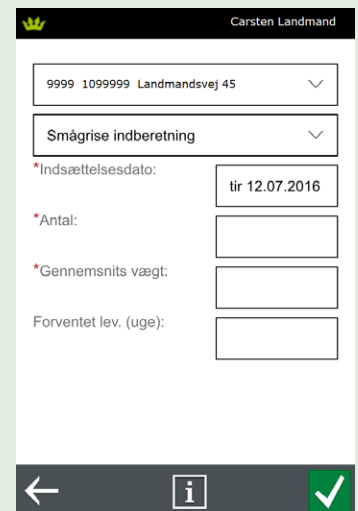 Carsten Landmand
9999 1099999 Landmandsvej 45
Smågrise indberetning
*Indsættelsesdato:
tir 12.07.2016
*Antal:
*Gennemsnits vægt:
Forventet lev. (uge):
i